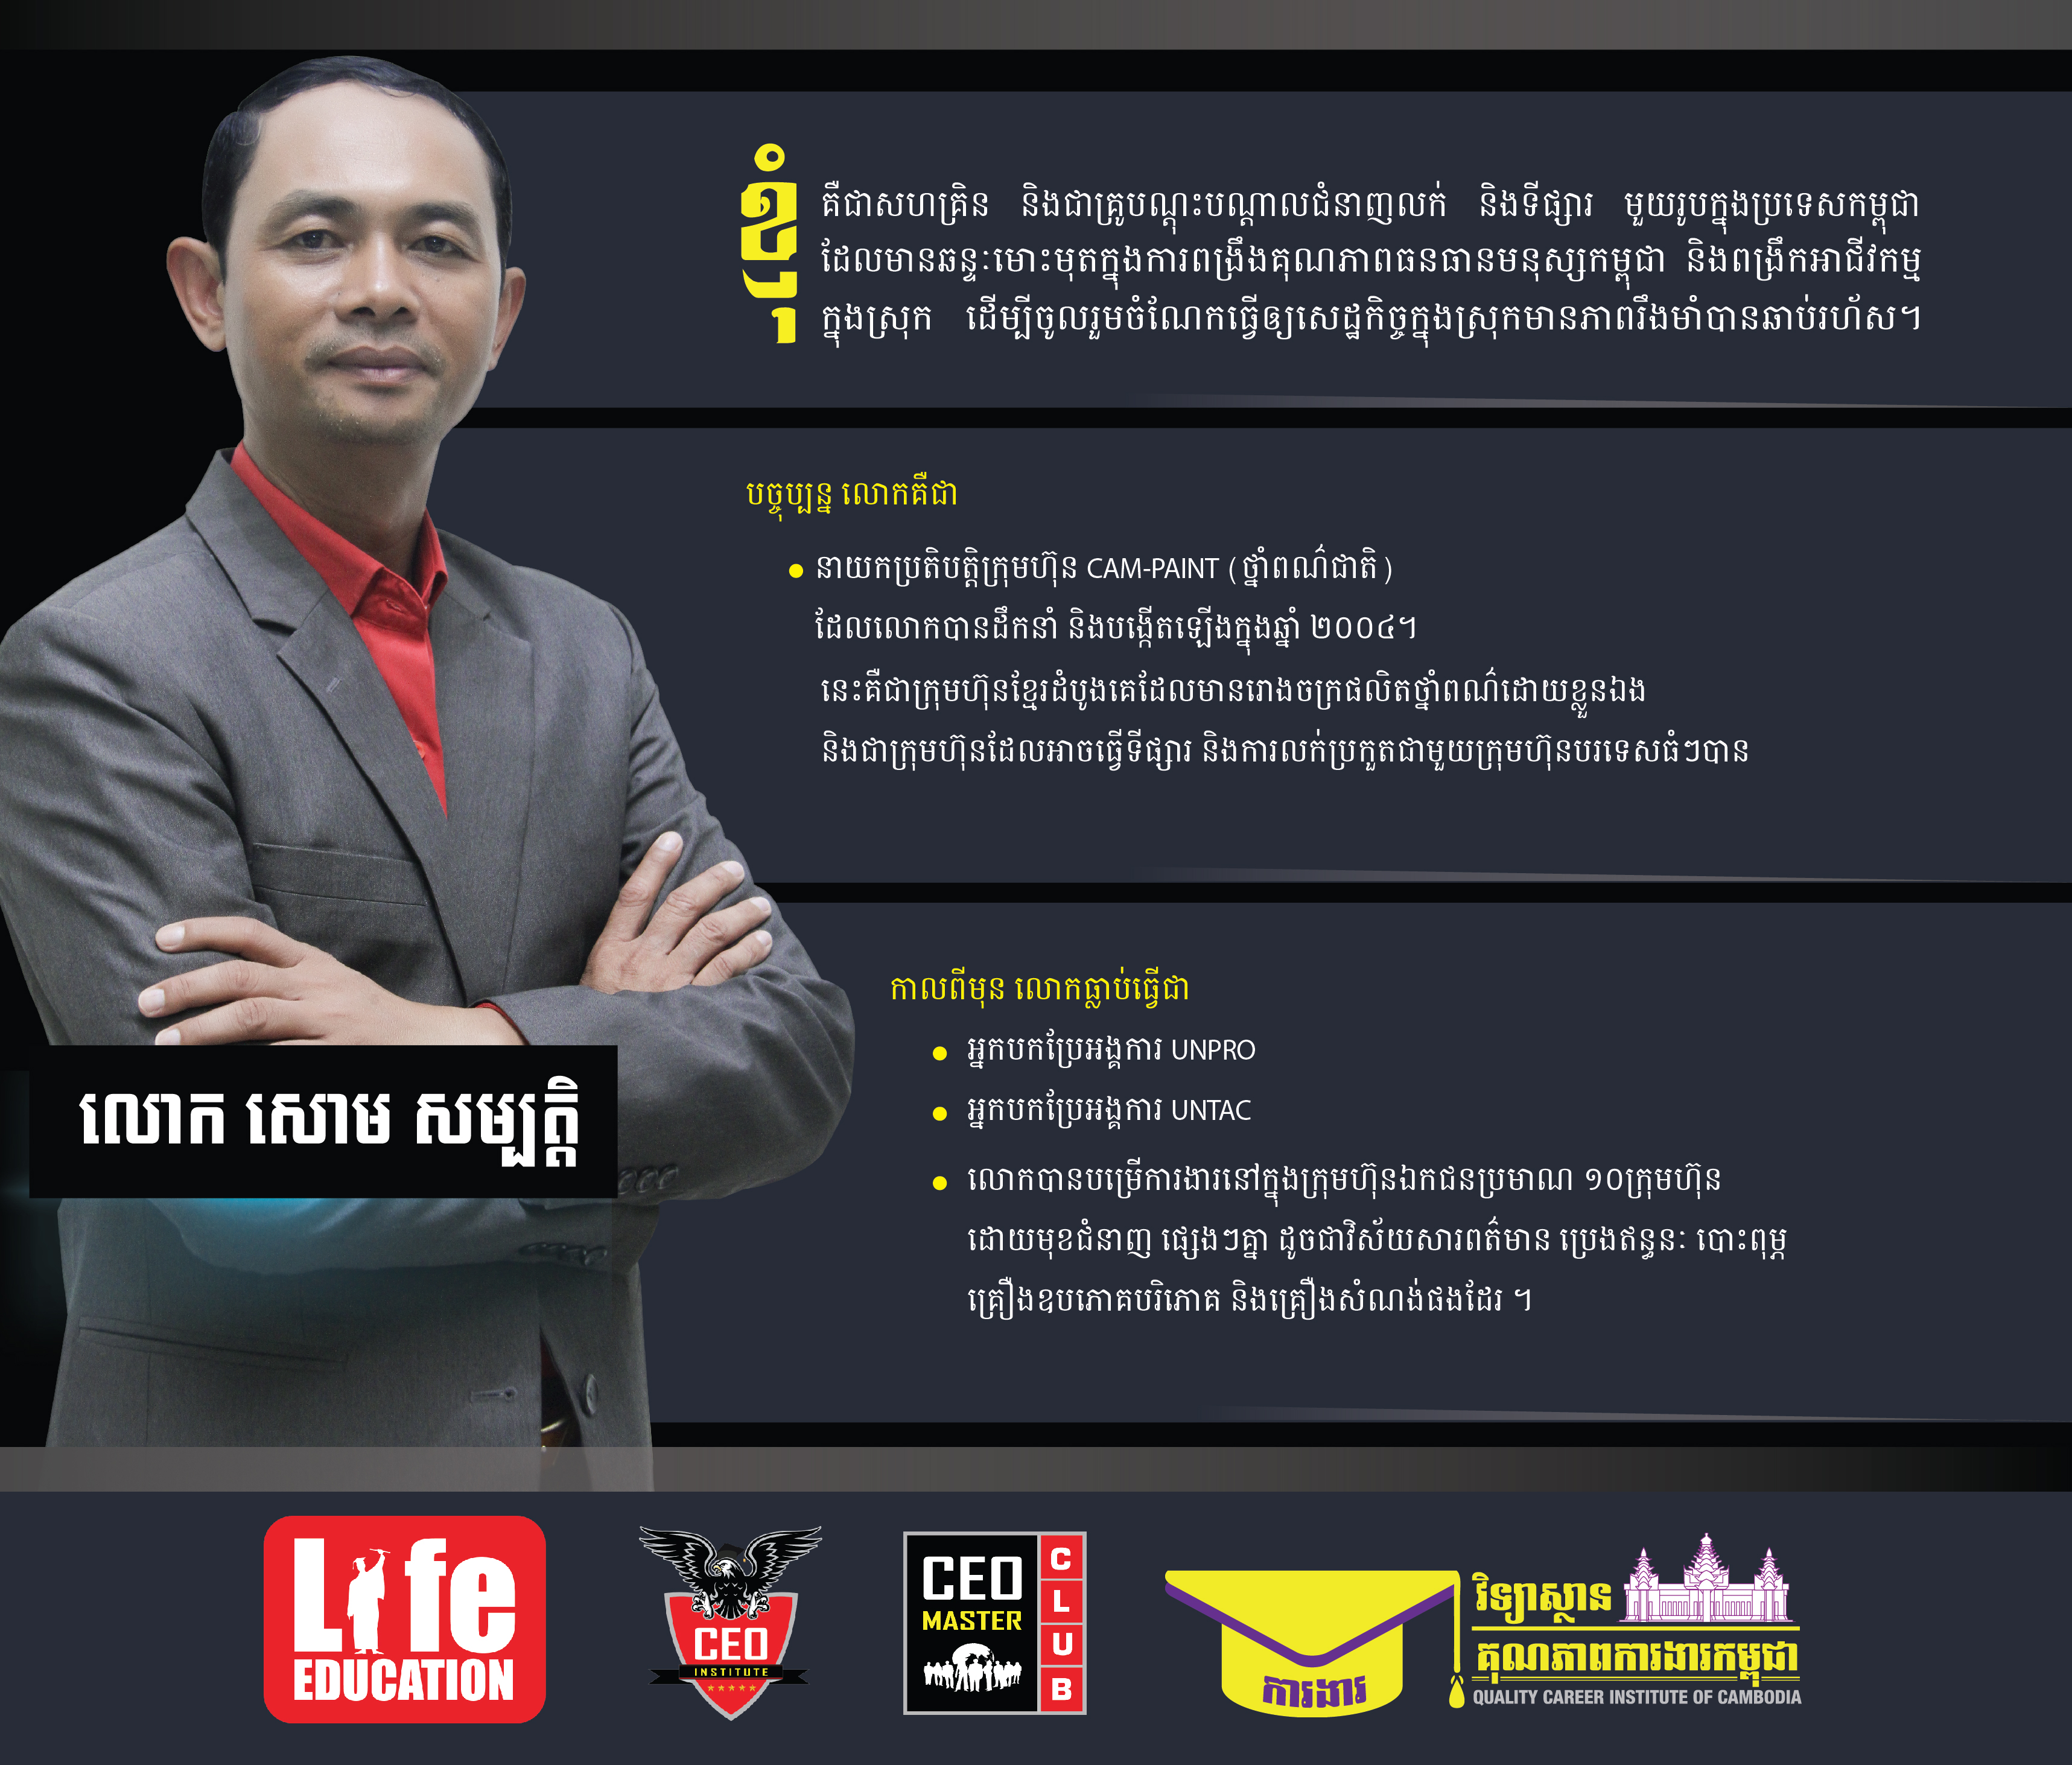 ខ្ញុំ
គឺជាសហគ្រិន និងជាគ្រូបណ្តុះបណ្តាលជំនាញលក់ និងទីផ្សារ មួយរូបក្នុងប្រទេសកម្ពុជា
ដែលមានឆន្ទៈមោះមុតក្នុងការពង្រឹងគុណភាពធនធានមនុស្សកម្ពុជា និងពង្រឹកអាជីវកម្ម
ក្នុងស្រុក ដើម្បីចូលរួមចំណែកធ្វើឲ្យសេដ្ឋកិច្ចក្នុងស្រុកមានភាពរឹងមាំបានឆាប់រហ័ស។
បច្ចុប្បន្ន លោកគឺជា
នាយកប្រតិបត្តិក្រុមហ៊ុន CAM-PAINT (ថ្នាំពណ៌ជាតិ)
ដែលលោកបានដឹកនាំ និងបង្កើតឡើងក្នុងឆ្នាំ ២០០៤។
នេះគឺជាក្រុមហ៊ុនខ្មែរដំបូងគេដែលមានរោងចក្រផលិតថ្នាំពណ៌ដោយខ្លួនឯង
និងជាក្រុមហ៊ុនដែលអាចធ្វើទីផ្សារ និងការលក់ប្រកួតជាមួយក្រុមហ៊ុនបរទេសធំៗបាន
កាលពីមុន លោកធ្លាប់ធ្វើជា
អ្នកបកប្រែអង្គការ UNPRO
អ្នកបកប្រែអង្គការ UNTAC
លោកបានបម្រើការងារនៅក្នុងក្រុមហ៊ុនឯកជនប្រមាណ ១០ក្រុមហ៊ុន
ដោយមុខជំនាញ ផ្សេងៗគ្នា ដូចជាវិស័យសារពត៌មាន ប្រេងឥន្ធនៈ បោះពុម្ភ
គ្រឿងឧបភោគបរិភោគ និងគ្រឿងសំណង់ផងដែរ ។
លោក សោម សម្បត្តិ
Life
EDUCATION
CEO
INSTITUTE
CEO
MASTER
CLUB
ការងារ
វិទ្យាស្ថាន
គុណភាពការងារកម្ពុជា
QUALITY CAREER INSTITUTE OF CAMBODIA